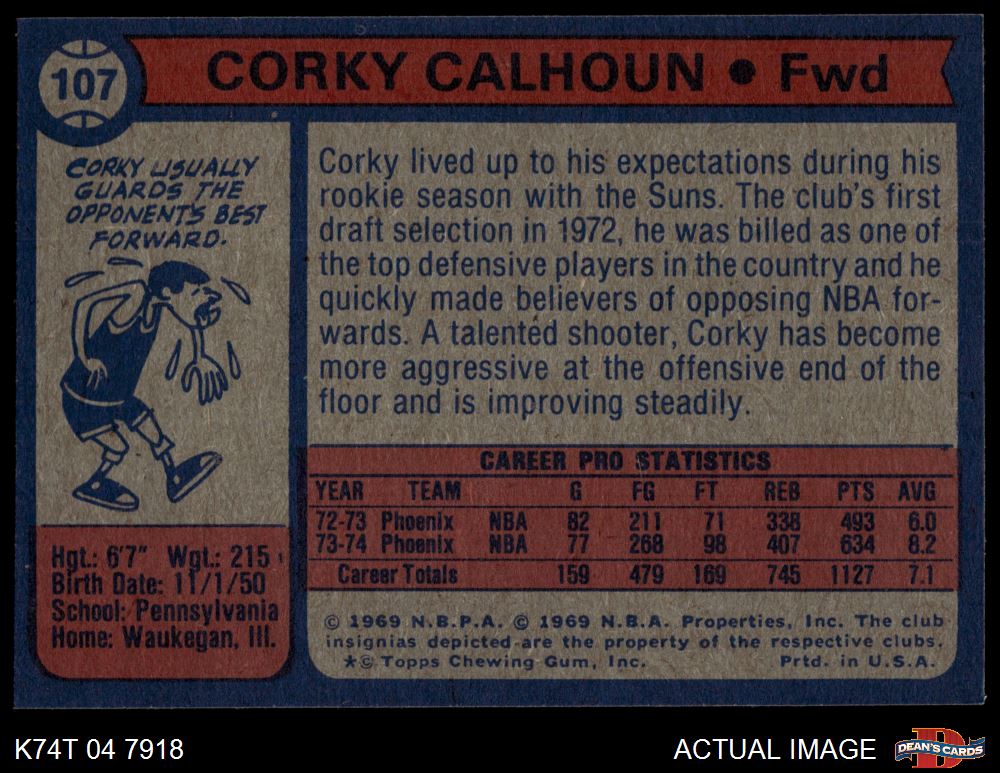 107
CORKY CALHOUN • Fwd
CORKY USUALLY
GUARDS THE
OPPONENT'S BEST
FORWARD.
Corky lived up to his expectations during his
rookie season with the Suns. The club's first
draft selection in 1972, he was billed as one of
the top defensive players in the country and he
quickly made believers of opposing NBA for-
wards. A talented shooter, Corky has become
more aggressive at the offensive end of the
floor and is improving steadily.
CAREER PRO STATISTICS
YEAR TEAM G FG FT REB PTS AVG
72-73 Phoenix NBA 82 211 71 338 493 6.0
73-74 Phoenix NBA 77 268 98 407 634 8.2
Career Totals 159 479 169 745 1127 7.1
Hgt.: 6'7" Wgt.: 215
Birth Date: 11/1/50
School: Pennsylvania
Home: Waukegan, Ill.
© 1969 N.B.P.A. © 1969 N.B.A. Properties, Inc. The club
insignias depicted are the property of the respective clubs.
★© Topps Chewing Gum, Inc. Prtd. in U.S.A.
K74T 04 7918
ACTUAL IMAGE
D
DEAN'S CARDS